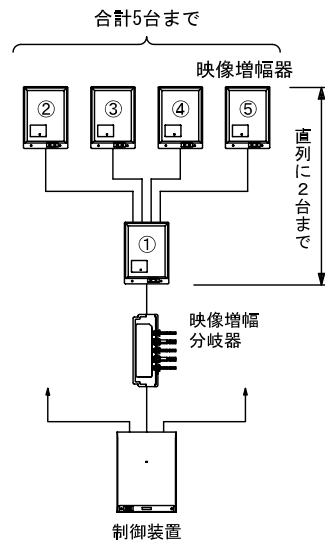 合計5台まで
映像増幅器
②
③
④
⑤
直列に2台まで
①
映像増幅
分岐器
制御装置